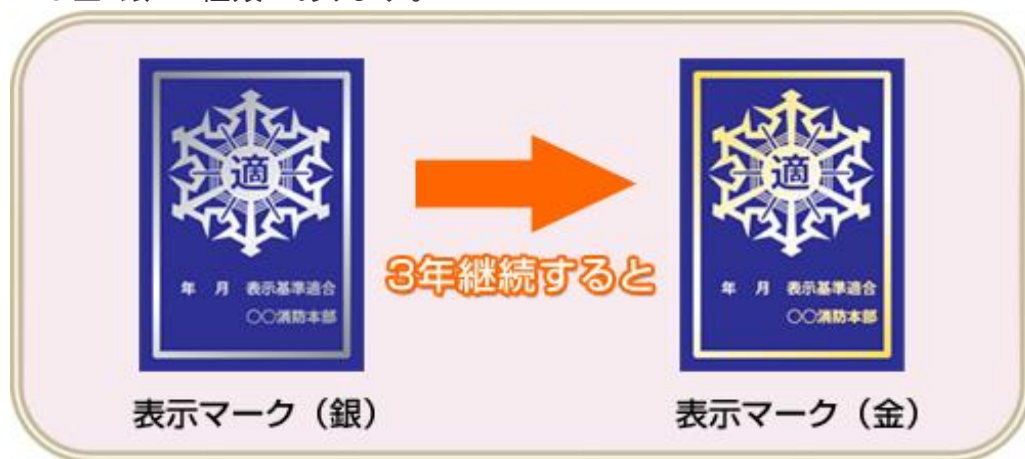 適
年 月 表示基準適合
○○消防本部
表示マーク（銀）
3年継続すると
適
年 月 表示基準適合
○○消防本部
表示マーク（金）